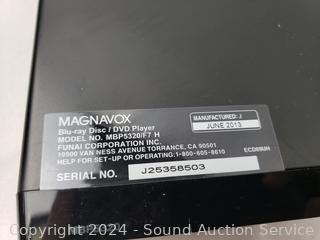 MAGNAVOX
Blu-ray Disc / DVD Player
MODEL NO. MBP5320/F7 H
FUNAI CORPORATION INC.
19900 VAN NESS AVENUE TORRANCE, CA 90501
HELP FOR SET-UP OR OPERATING:1-800-605-8610
MANUFACTURED: J
JUNE 2013
SERIAL NO.
J25358503
Copyright 2024 - Sound H Auctions